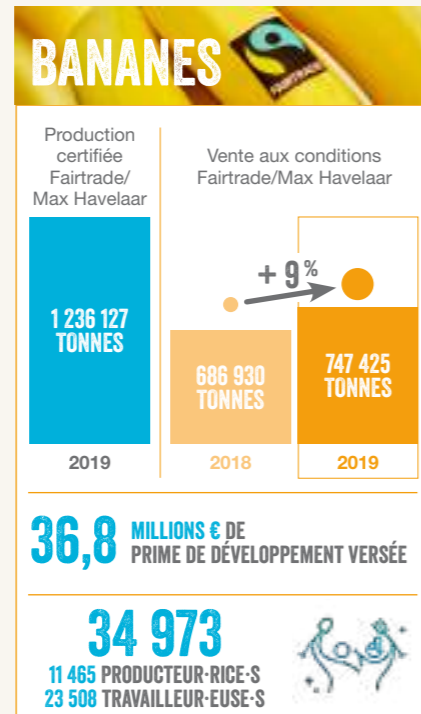 BANANES
FAIRTRADE
Production
certifiée
Fairtrade/
Max Havelaar
1 236 127
TONNES
2019
Vente aux conditions
Fairtrade/Max Havelaar
+ 9 %
686 930
TONNES
2018
747 425
TONNES
2019
36,8 MILLIONS € DE
PRIME DE DÉVELOPPEMENT VERSÉE
34 973
11 465 PRODUCTEUR·RICE·S
23 508 TRAVAILLEUR·EUSE·S